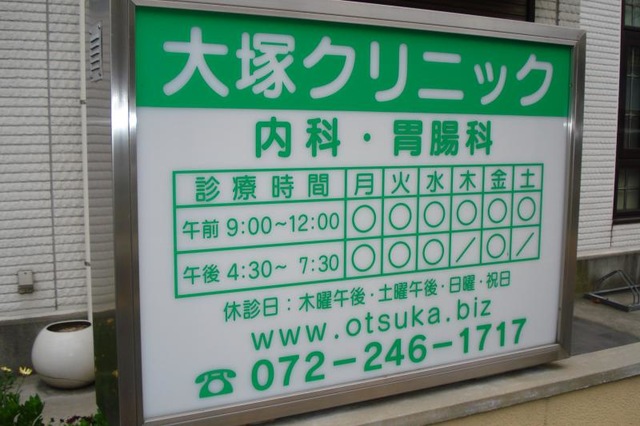 大塚クリニック
内科・胃腸科
診療時間 月 火 水 木 金 土
午前 9:00~12:00 ○ ○ ○ ○ ○ ○
午後 4:30~ 7:30 ○ ○ ○ / ○ /
休診日:木曜午後・土曜午後・日曜・祝日
www.otsuka.biz
☎072-246-1717